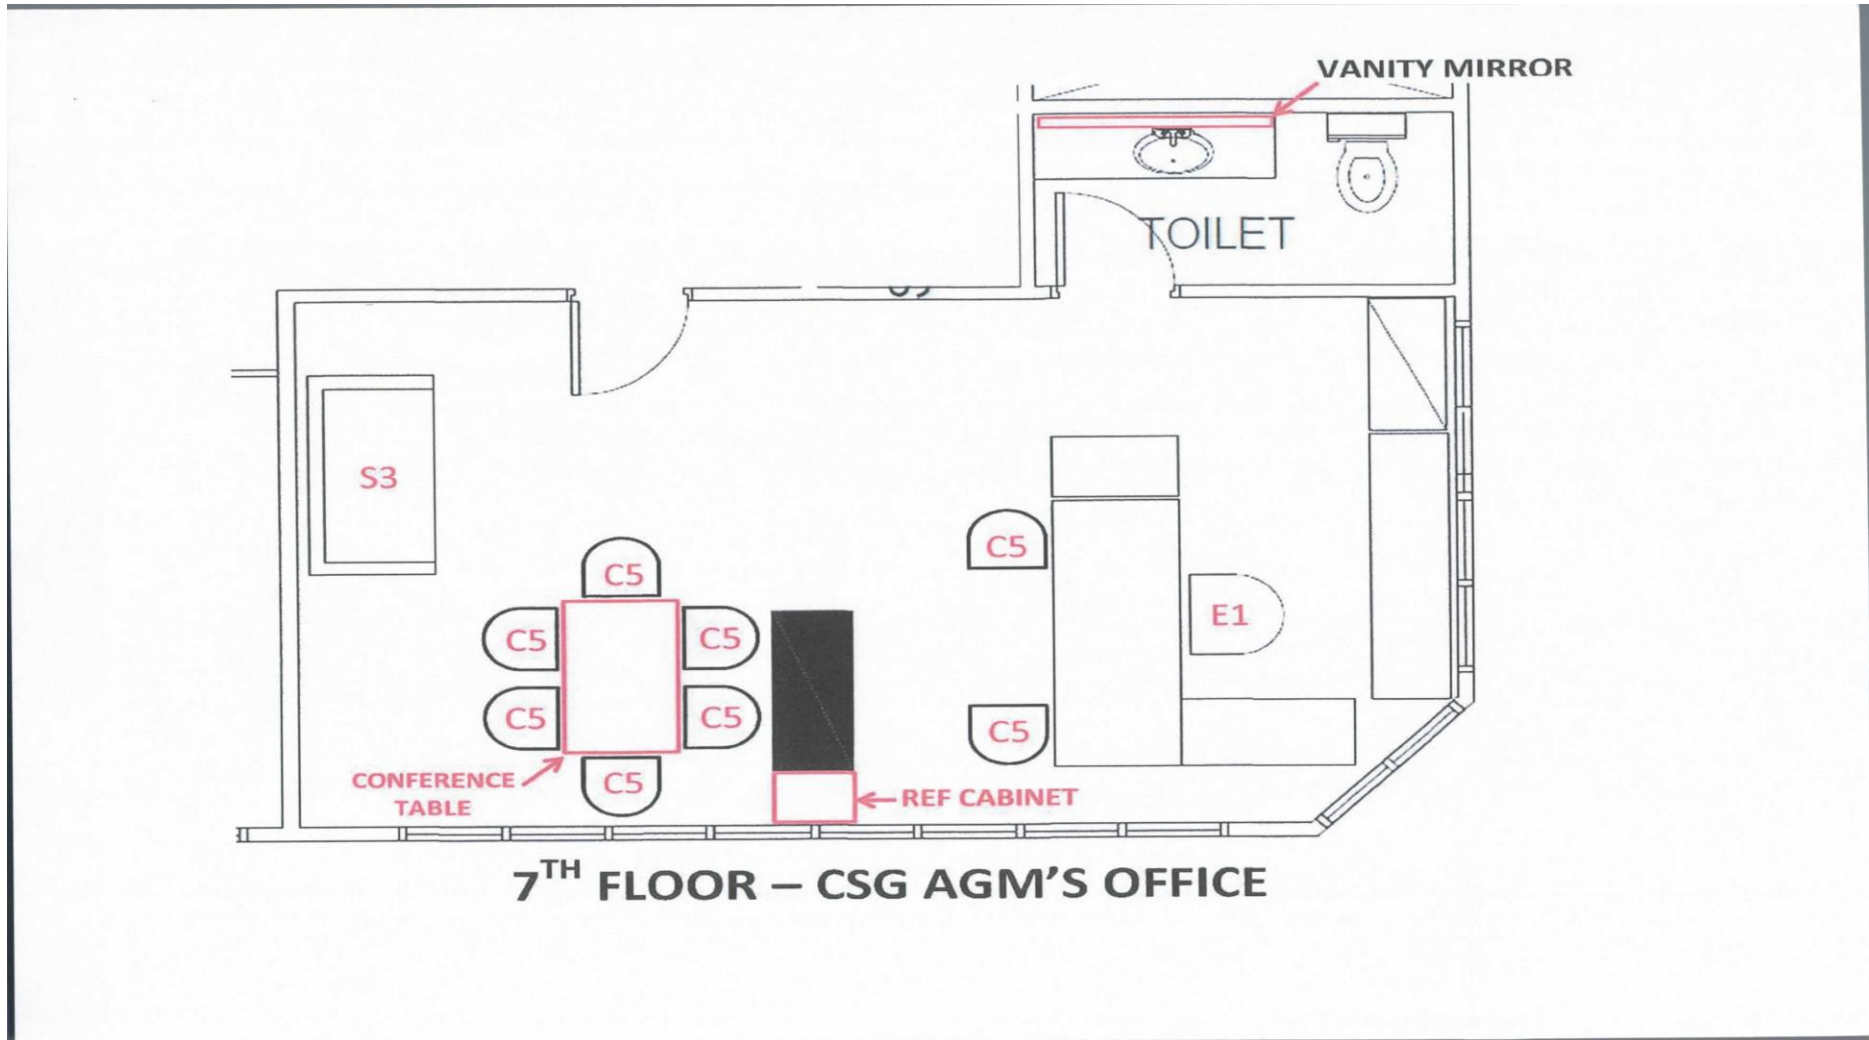 VANITY MIRROR
TOILET
S3
C5
C5
E1
C5
C5
C5
C5
C5
C5
CONFERENCE
TABLE
REF CABINET
7TH FLOOR – CSG AGM'S OFFICE